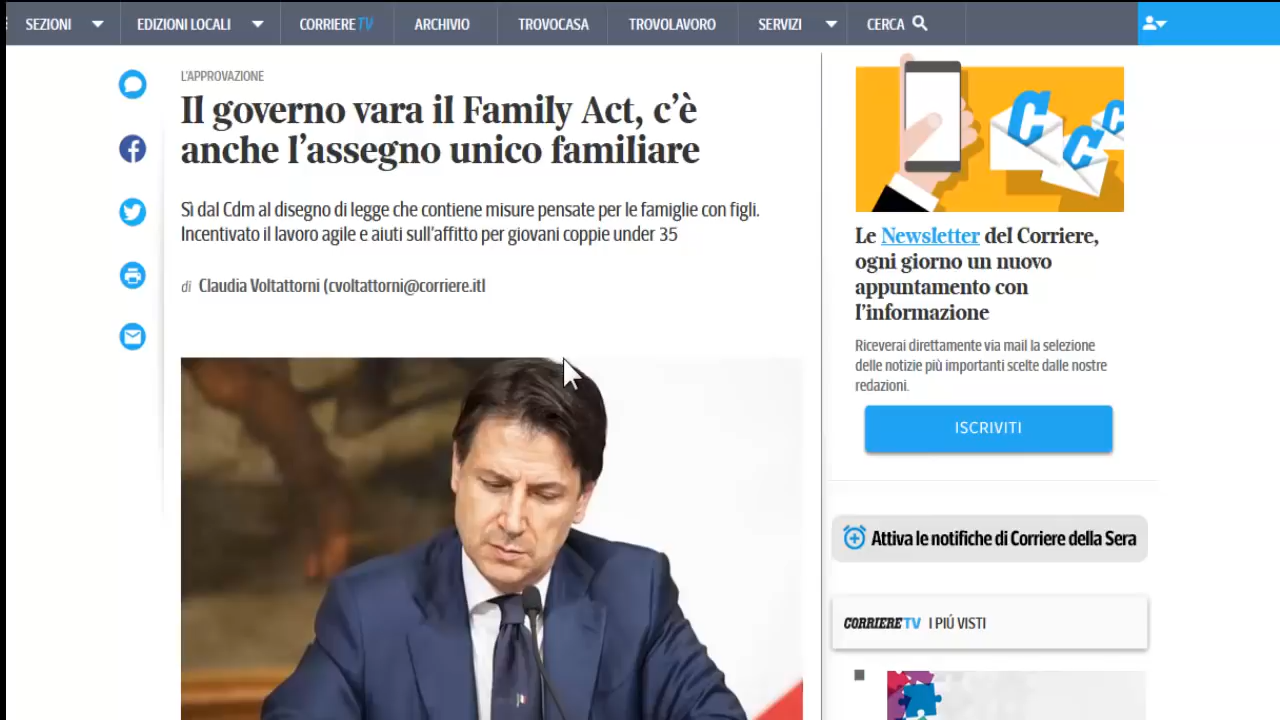 SEZIONI
EDIZIONI LOCALI
CORRIERE TV
ARCHIVIO
TROVOCASA
TROVOLAVORO
SERVIZI
CERCA
L'APPROVAZIONE
Il governo vara il Family Act, c'è
anche l'assegno unico familiare
Sì dal Cdm al disegno di legge che contiene misure pensate per le famiglie con figli.
Incentivato il lavoro agile e aiuti sull'affitto per giovani coppie under 35
di Claudia Voltattorni (cvoltattorni@corriere.itl
Le Newsletter del Corriere,
ogni giorno un nuovo
appuntamento con
l'informazione
Riceverai direttamente via mail la selezione
delle notizie più importanti scelte dalle nostre
redazioni.
ISCRIVITI
Attiva le notifiche di Corriere della Sera
CORRIERE TV I PIÚ VISTI